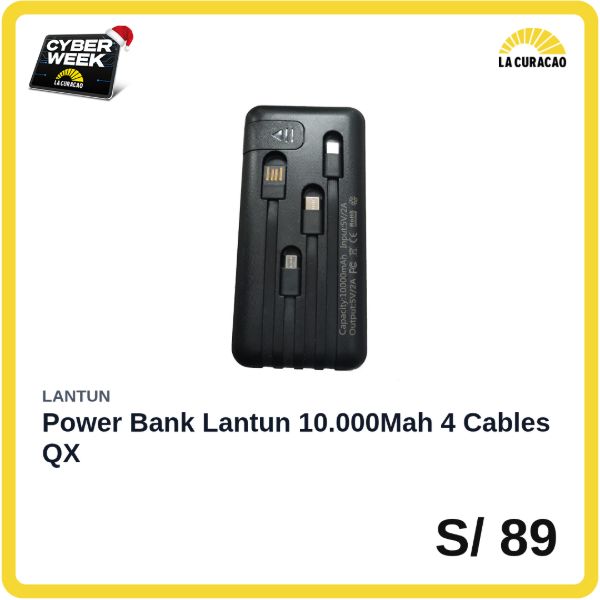 CYBER
WEEK
LA CURACAO
LA CURACAO
Capacity:10000mAh Input:5V/2A
Output:5V/2A
LANTUN
Power Bank Lantun 10.000Mah 4 Cables
QX
S/ 89